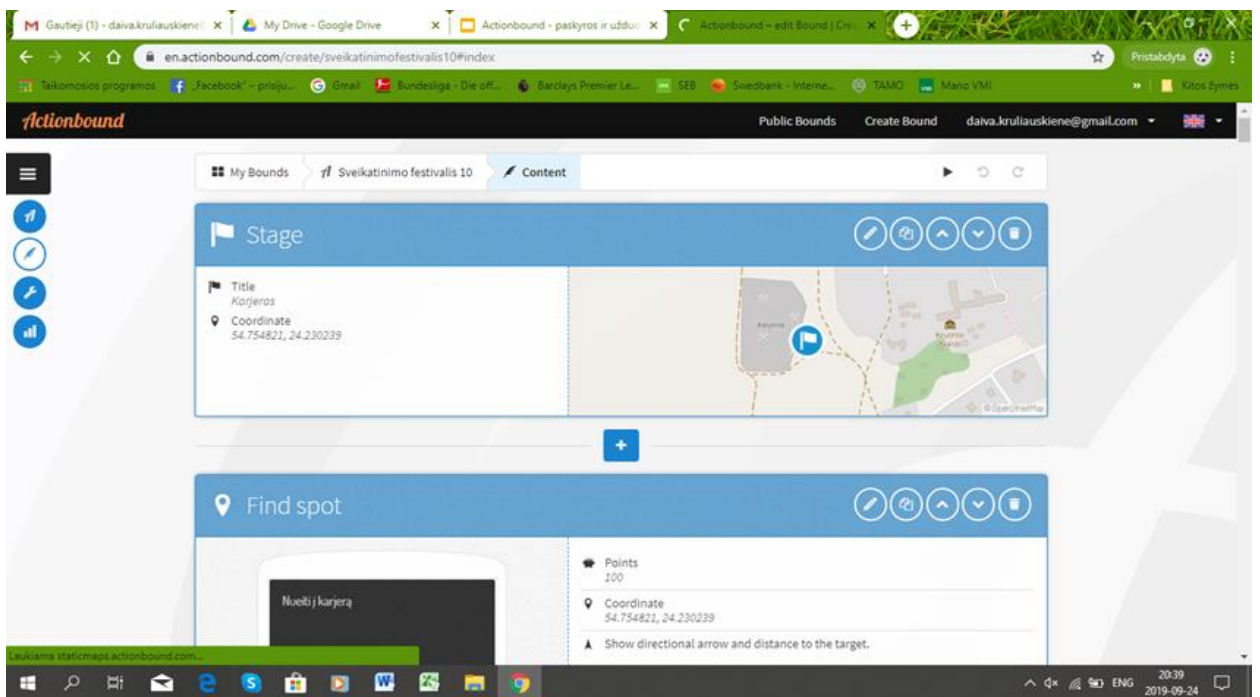 Gautieji (1) - daiva.kruliauskiene
My Drive - Google Drive
Actionbound - paskyros ir užduo
Actionbound – edit Bound | Cre
en.actionbound.com/create/sveikatinimofestivalis10#index
Pristabdyta
Taikomosios programos
„Facebook“ – prisiju...
Gmail
Bundesliga - Die off...
Barclays Premier Le...
SEB
Swedbank - Interne...
TAMO
Mano VMI
»
Kitos žymės
Actionbound
Public Bounds
Create Bound
daiva.kruliauskiene@gmail.com
My Bounds
Sveikatinimo festivalis 10
Content
Stage
Title
Karjeras
Coordinate
54.754821, 24.230239
Karjeras
© OpenStreetMap
+
Find spot
Nueiti į karjerą
Points
100
Coordinate
54.754821, 24.230239
Show directional arrow and distance to the target.
Laukiama staticmaps.actionbound.com...
ENG
20:39
2019-09-24